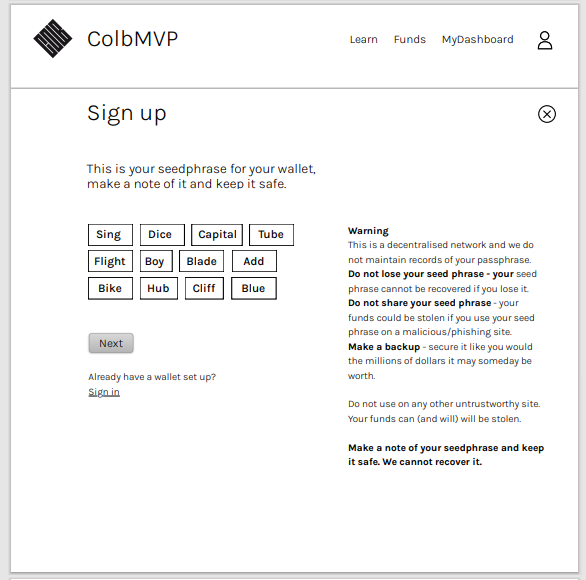 ColbMVP
Learn Funds MyDashboard
Sign up
This is your seedphrase for your wallet,
make a note of it and keep it safe.
Sing Dice Capital Tube
Flight Boy Blade Add
Bike Hub Cliff Blue
Next
Already have a wallet set up?
Sign in
Warning
This is a decentralised network and we do
not maintain records of your passphrase.
Do not lose your seed phrase - your seed
phrase cannot be recovered if you lose it.
Do not share your seed phrase - your
funds could be stolen if you use your seed
phrase on a malicious/phishing site.
Make a backup - secure it like you would
the millions of dollars it may someday be
worth.
Do not use on any other untrustworthy site.
Your funds can (and will) will be stolen.
Make a note of your seedphrase and keep
it safe. We cannot recover it.